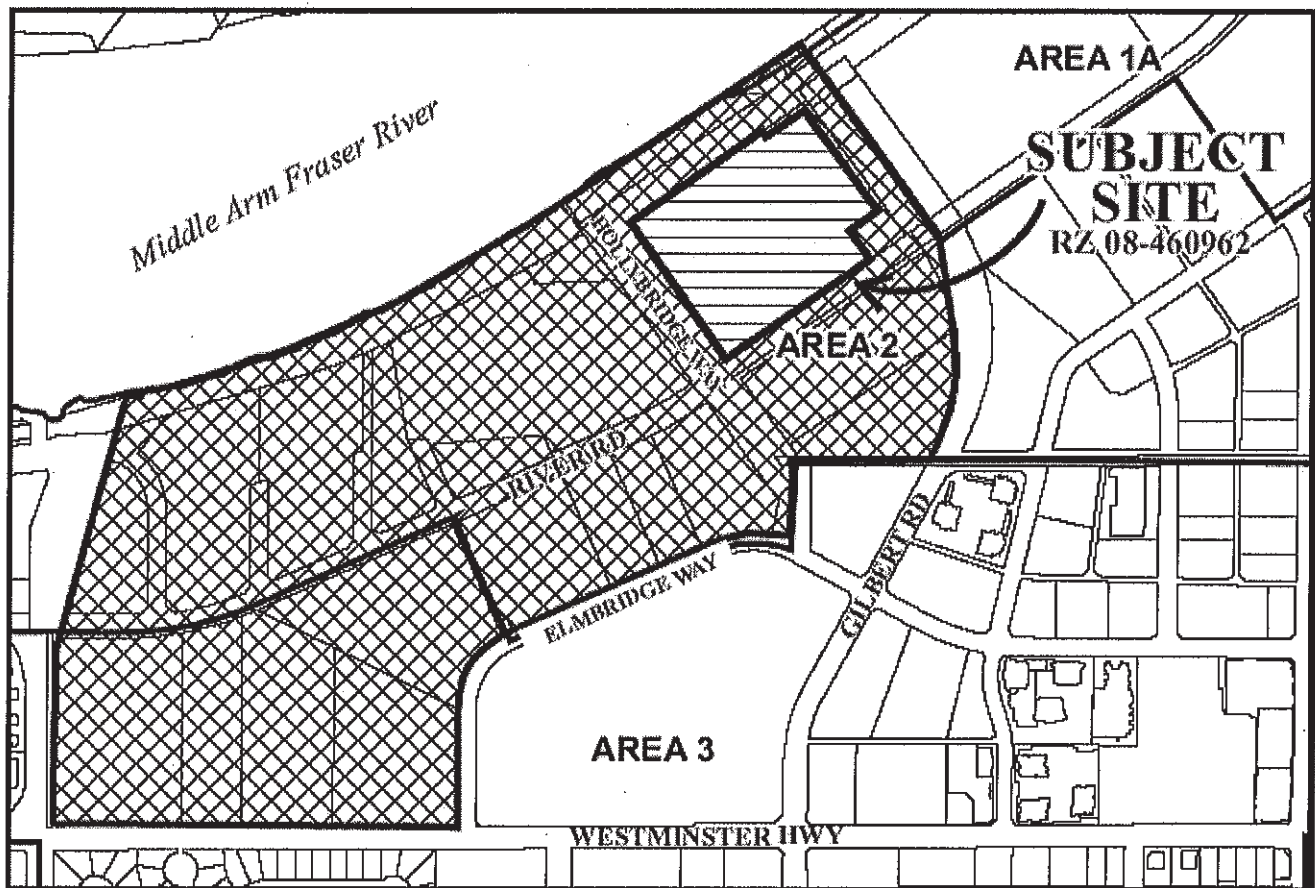 AREA 1A
SUBJECT
SITE
RZ 08-460962
Middle Arm Fraser River
HOLLYBRIDGE WAY
AREA 2
RIVER RD
GILBERT RD
ELMBRIDGE WAY
AREA 3
WESTMINSTER HWY